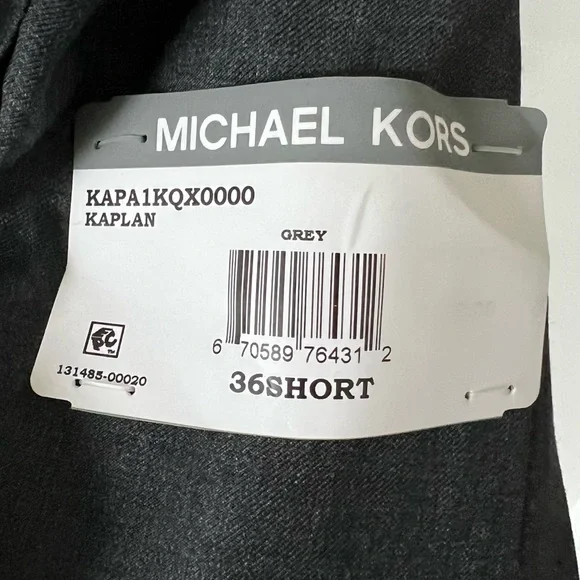 MICHAEL KORS
KAPA1KQX0000
KAPLAN
GREY
6 70589 76431 2
131485-00020
36SHORT